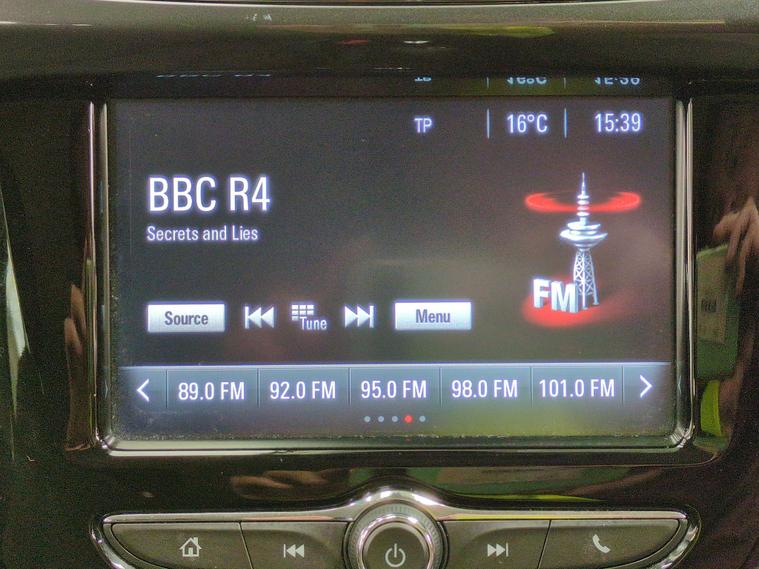 TP 16°C 15:39
BBC R4
Secrets and Lies
FM
Source Tune Menu
89.0 FM 92.0 FM 95.0 FM 98.0 FM 101.0 FM